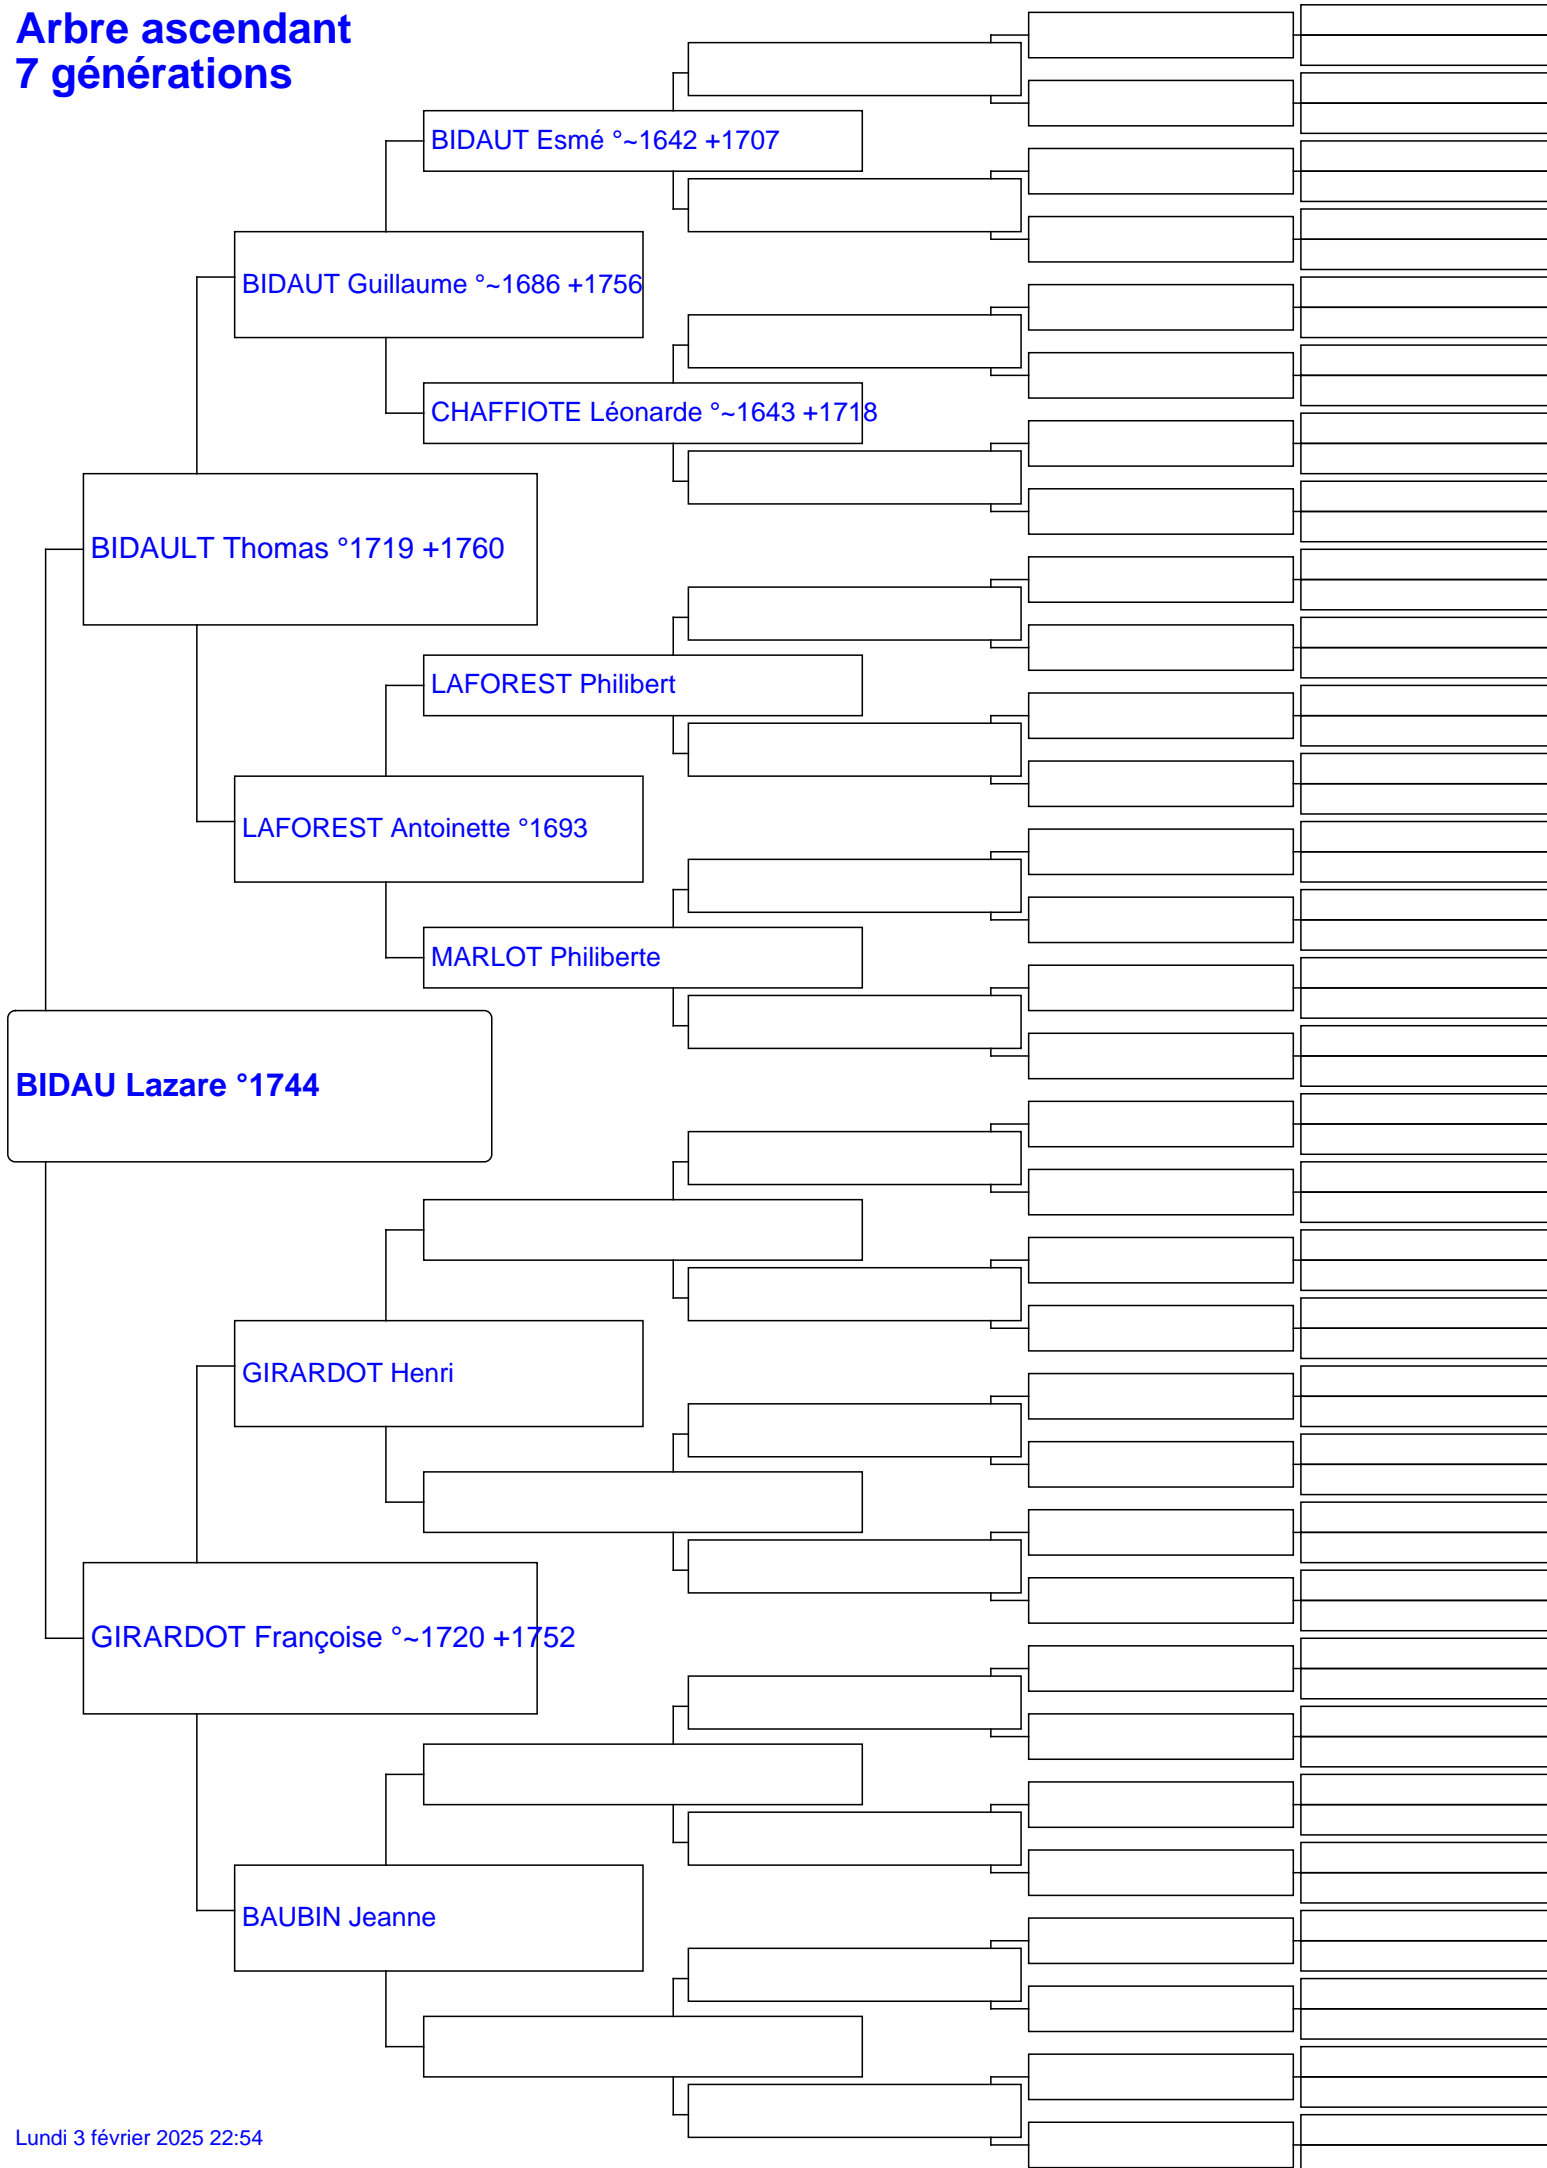 Arbre ascendant
7 générations
BIDAUT Esmé °~1642 +1707
BIDAUT Guillaume °~1686 +1756
CHAFFIOTE Léonarde °~1643 +1718
BIDAULT Thomas °1719 +1760
LAFOREST Philibert
LAFOREST Antoinette °1693
MARLOT Philiberte
BIDAU Lazare °1744
GIRARDOT Henri
GIRARDOT Françoise °~1720 +1752
BAUBIN Jeanne
Lundi 3 février 2025 22:54